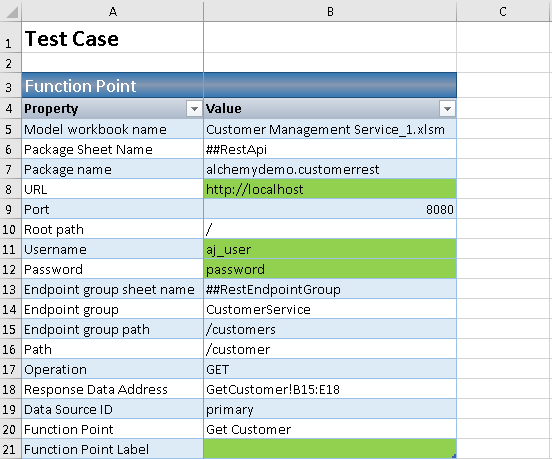 A B C
1 Test Case
2
3 Function Point
4 Property Value
5 Model workbook name Customer Management Service_1.xlsm
6 Package Sheet Name ##RestApi
7 Package name alchemydemo.customerrest
8 URL http://localhost
9 Port 8080
10 Root path /
11 Username aj_user
12 Password password
13 Endpoint group sheet name ##RestEndpointGroup
14 Endpoint group CustomerService
15 Endpoint group path /customers
16 Path /customer
17 Operation GET
18 Response Data Address GetCustomer!B15:E18
19 Data Source ID primary
20 Function Point Get Customer
21 Function Point Label